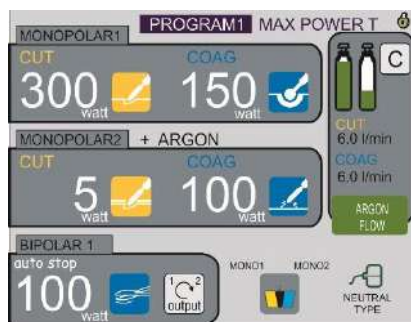 PROGRAM1 MAX POWER T
MONOPOLAR1
CUT
300
watt
COAG
150
watt
C
CUT
6.0 l/min
COAG
6.0 l/min
ARGON
FLOW
MONOPOLAR2 + ARGON
CUT
5
watt
COAG
100
watt
BIPOLAR 1
auto stop
100
watt
1 2
output
MONO1 MONO2
NEUTRAL
TYPE